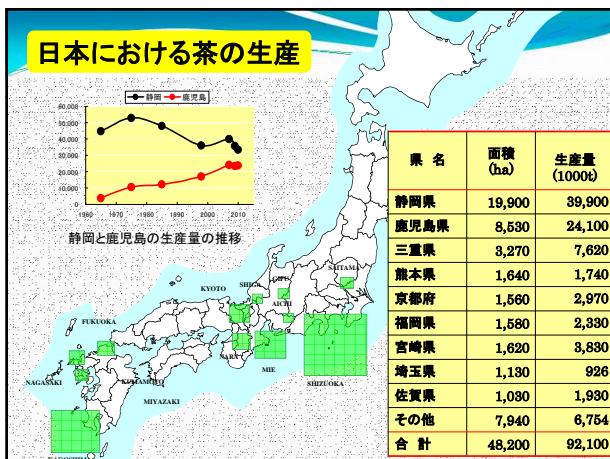 日本における茶の生産
静岡 鹿児島
60,000
50,000
40,000
30,000
20,000
10,000
0
1960 1970 1980 1990 2000 2010
静岡と鹿児島の生産量の推移
県 名 面積 (ha) 生産量 (1000t)
静岡県 19,900 39,900
鹿児島県 8,530 24,100
三重県 3,270 7,620
熊本県 1,640 1,740
京都府 1,560 2,970
福岡県 1,580 2,330
宮崎県 1,620 3,830
埼玉県 1,130 926
佐賀県 1,030 1,930
その他 7,940 6,754
合 計 48,200 92,100
SAITAMA
GIFU
SHIGA
KYOTO
AICHI
FUKUOKA
NARA
MIE
NAGASAKI
KUMAMOTO
SHIZUOKA
MIYAZAKI